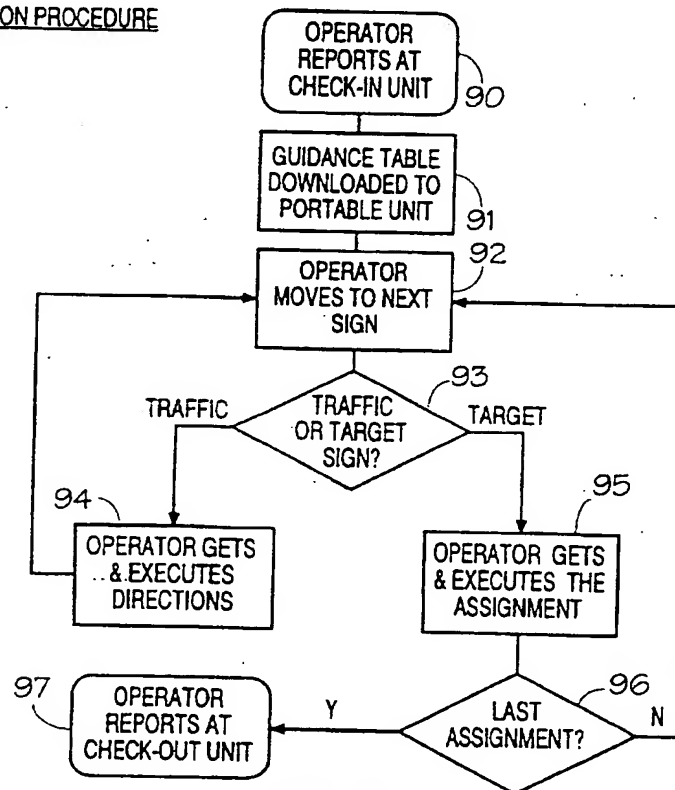 ON PROCEDURE
OPERATOR
REPORTS AT
CHECK-IN UNIT
90
GUIDANCE TABLE
DOWNLOADED TO
PORTABLE UNIT
91
92
OPERATOR
MOVES TO NEXT
SIGN
93
TRAFFIC
TRAFFIC
OR TARGET
SIGN?
TARGET
94
OPERATOR GETS
& EXECUTES
DIRECTIONS
95
OPERATOR GETS
& EXECUTES THE
ASSIGNMENT
96
LAST
ASSIGNMENT?
N
Y
97
OPERATOR
REPORTS AT
CHECK-OUT UNIT